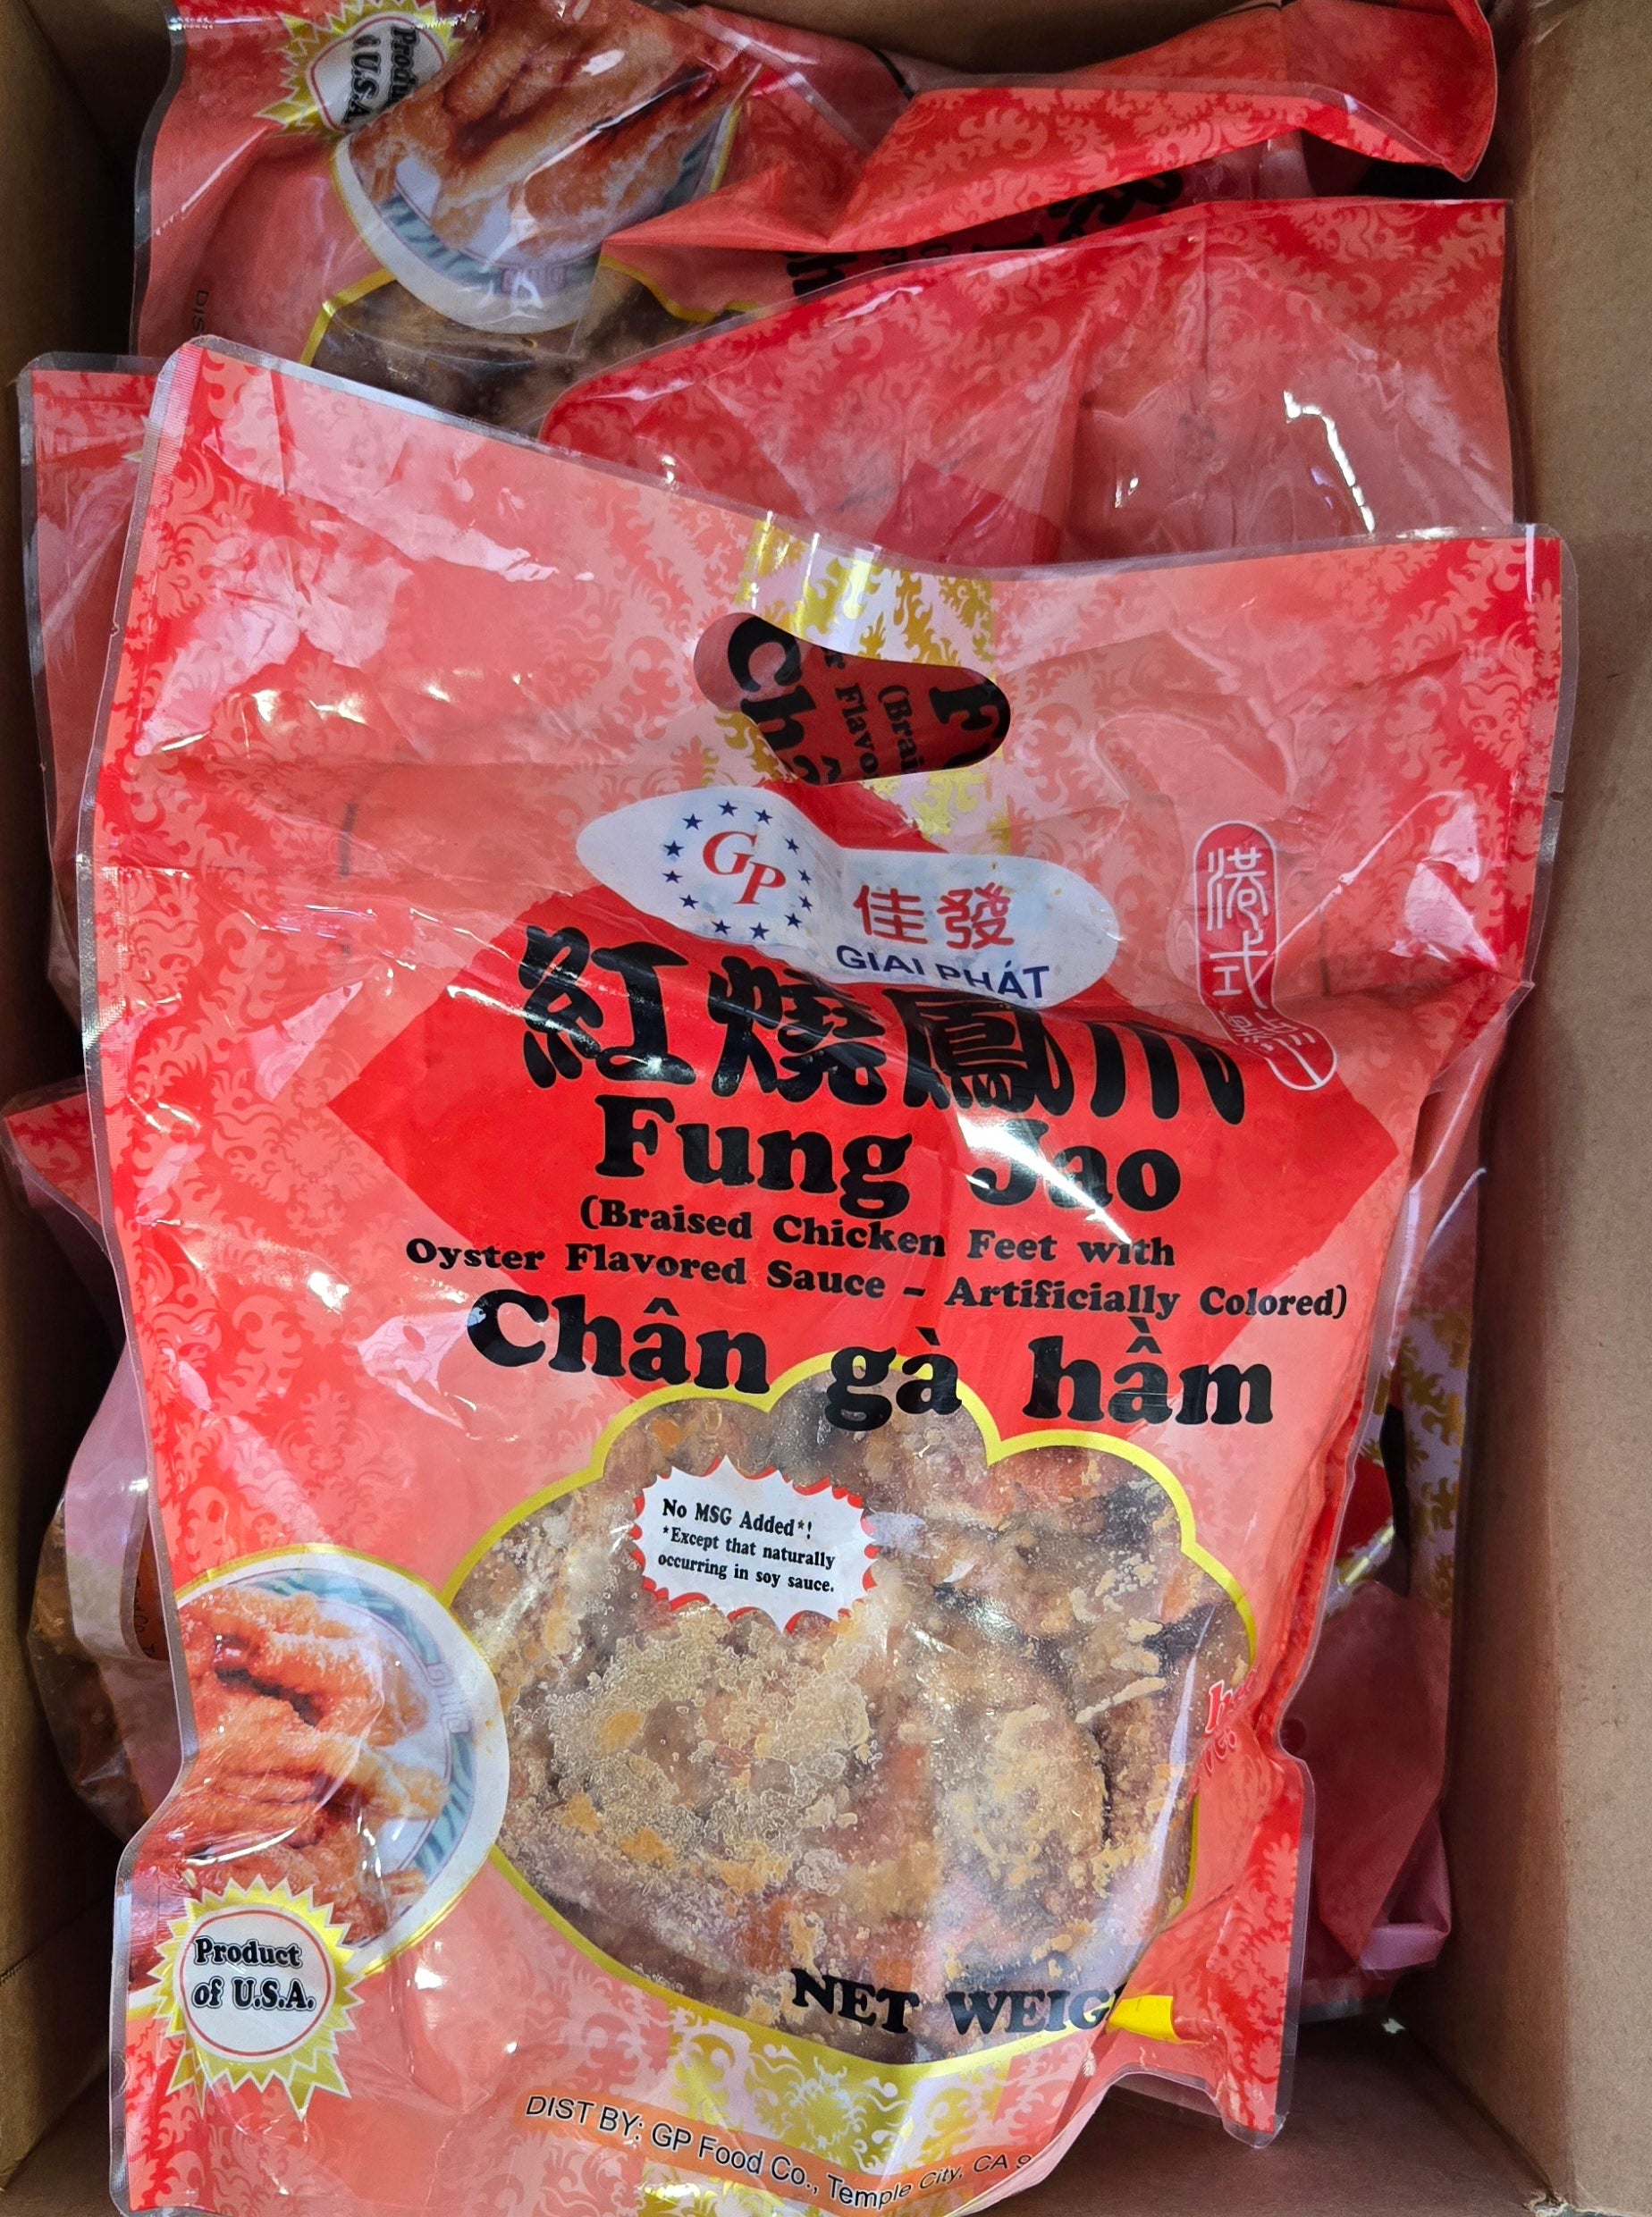 Product
U.S.A
GP
佳發
GIAI PHÁT
港式
紅燒鳳爪
Fung Jao
(Braised Chicken Feet with
Oyster Flavored Sauce – Artificially Colored)
Chân gà hầm
No MSG Added*!
*Except that naturally
occurring in soy sauce.
Product
of U.S.A.
NET
DIST BY: GP Food Co., Temple City, CA